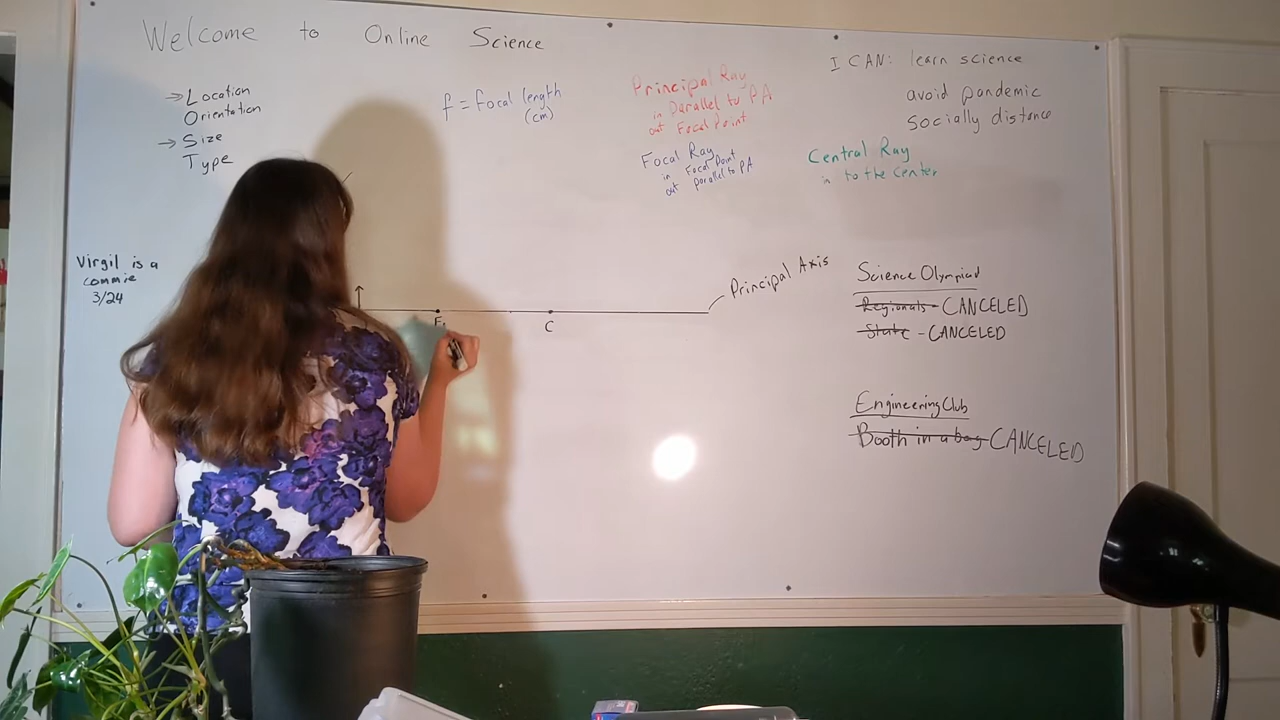 Welcome to Online Science
I CAN: learn science
avoid pandemic
socially distance
⇒ Location
Orientation
→ Size
Type
f = Focal length
(cm)
Principal Ray
in Parallel to PA
out Focal Point
Focal Ray
in Focal Point
out parallel to PA
Central Ray
in to the center
Virgil is a
commie
3/24
Principal Axis
C
Science Olympiad
Regionals - CANCELED
State - CANCELED
Engineering Club
Booth in a bag CANCELED